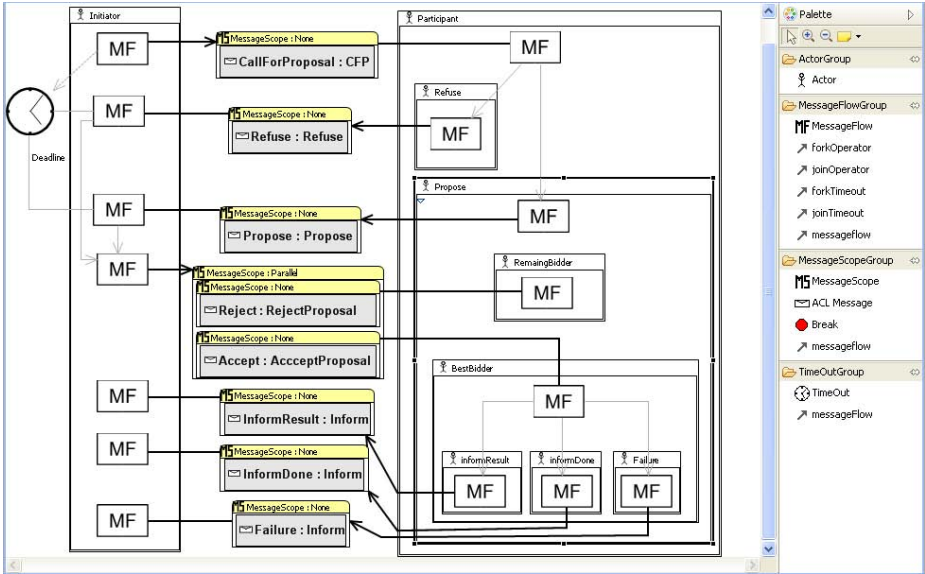 Initiator
MF
MessageScope : None
CallForProposal : CFP
Participant
MF
Deadline
MF
MessageScope : None
Refuse : Refuse
Refuse
MF
MF
MessageScope : None
Propose : Propose
Propose
MF
MF
MessageScope : Parallel
MessageScope : None
Reject : RejectProposal
RemaingBidder
MF
MessageScope : None
Accept : AccceptProposal
BestBidder
MF
MF
MessageScope : None
InformResult : Inform
MF
MessageScope : None
InformDone : Inform
informResult
MF
informDone
MF
Failure
MF
MF
MessageScope : None
Failure : Inform
Palette
ActorGroup
Actor
MessageFlowGroup
MF MessageFlow
forkOperator
joinOperator
forkTimeout
joinTimeout
messageflow
MessageScopeGroup
MS MessageScope
ACL Message
Break
messageflow
TimeOutGroup
TimeOut
messageFlow